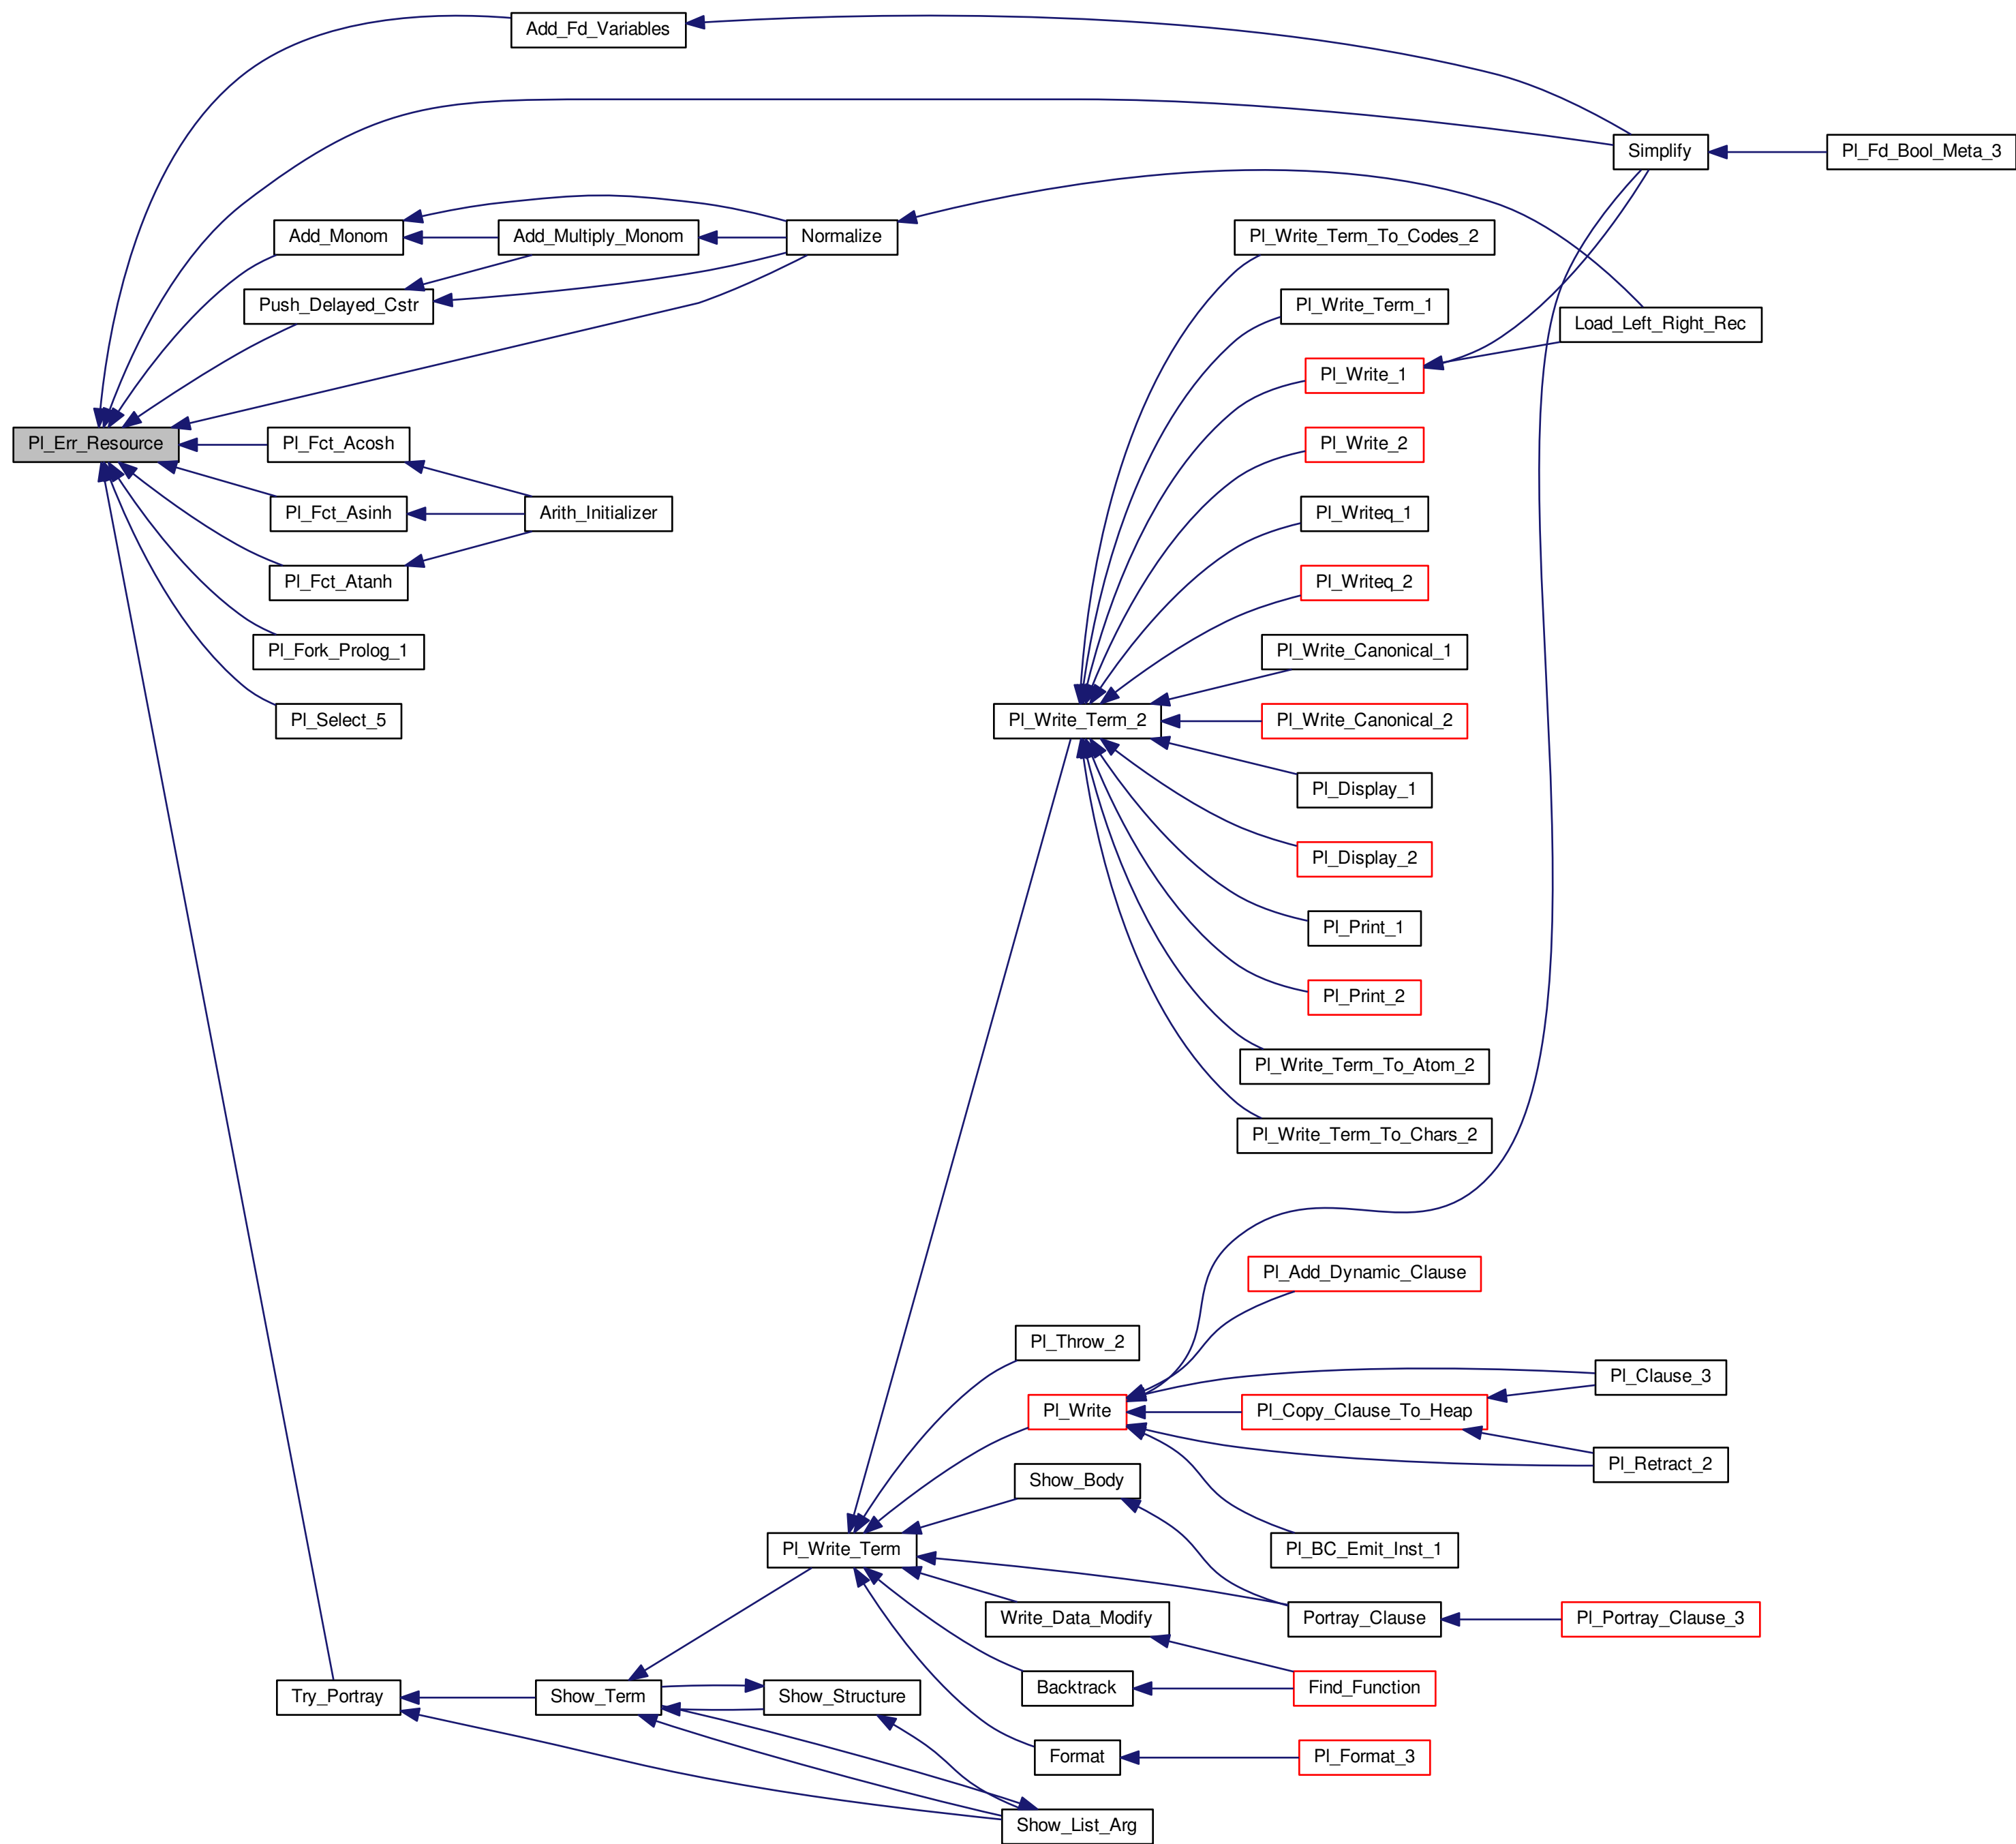 Add_Fd_Variables
Simplify
Pl_Fd_Bool_Meta_3
Add_Monom
Add_Multiply_Monom
Normalize
Pl_Write_Term_To_Codes_2
Push_Delayed_Cstr
Pl_Write_Term_1
Load_Left_Right_Rec
Pl_Write_1
Pl_Err_Resource
Pl_Fct_Acosh
Pl_Write_2
Pl_Fct_Asinh
Arith_Initializer
Pl_Writeq_1
Pl_Fct_Atanh
Pl_Writeq_2
Pl_Fork_Prolog_1
Pl_Write_Canonical_1
Pl_Select_5
Pl_Write_Term_2
Pl_Write_Canonical_2
Pl_Display_1
Pl_Display_2
Pl_Print_1
Pl_Print_2
Pl_Write_Term_To_Atom_2
Pl_Write_Term_To_Chars_2
Pl_Add_Dynamic_Clause
Pl_Throw_2
Pl_Clause_3
Pl_Write
Pl_Copy_Clause_To_Heap
Pl_Retract_2
Show_Body
Pl_Write_Term
Pl_BC_Emit_Inst_1
Write_Data_Modify
Portray_Clause
Pl_Portray_Clause_3
Try_Portray
Show_Term
Show_Structure
Backtrack
Find_Function
Format
Pl_Format_3
Show_List_Arg